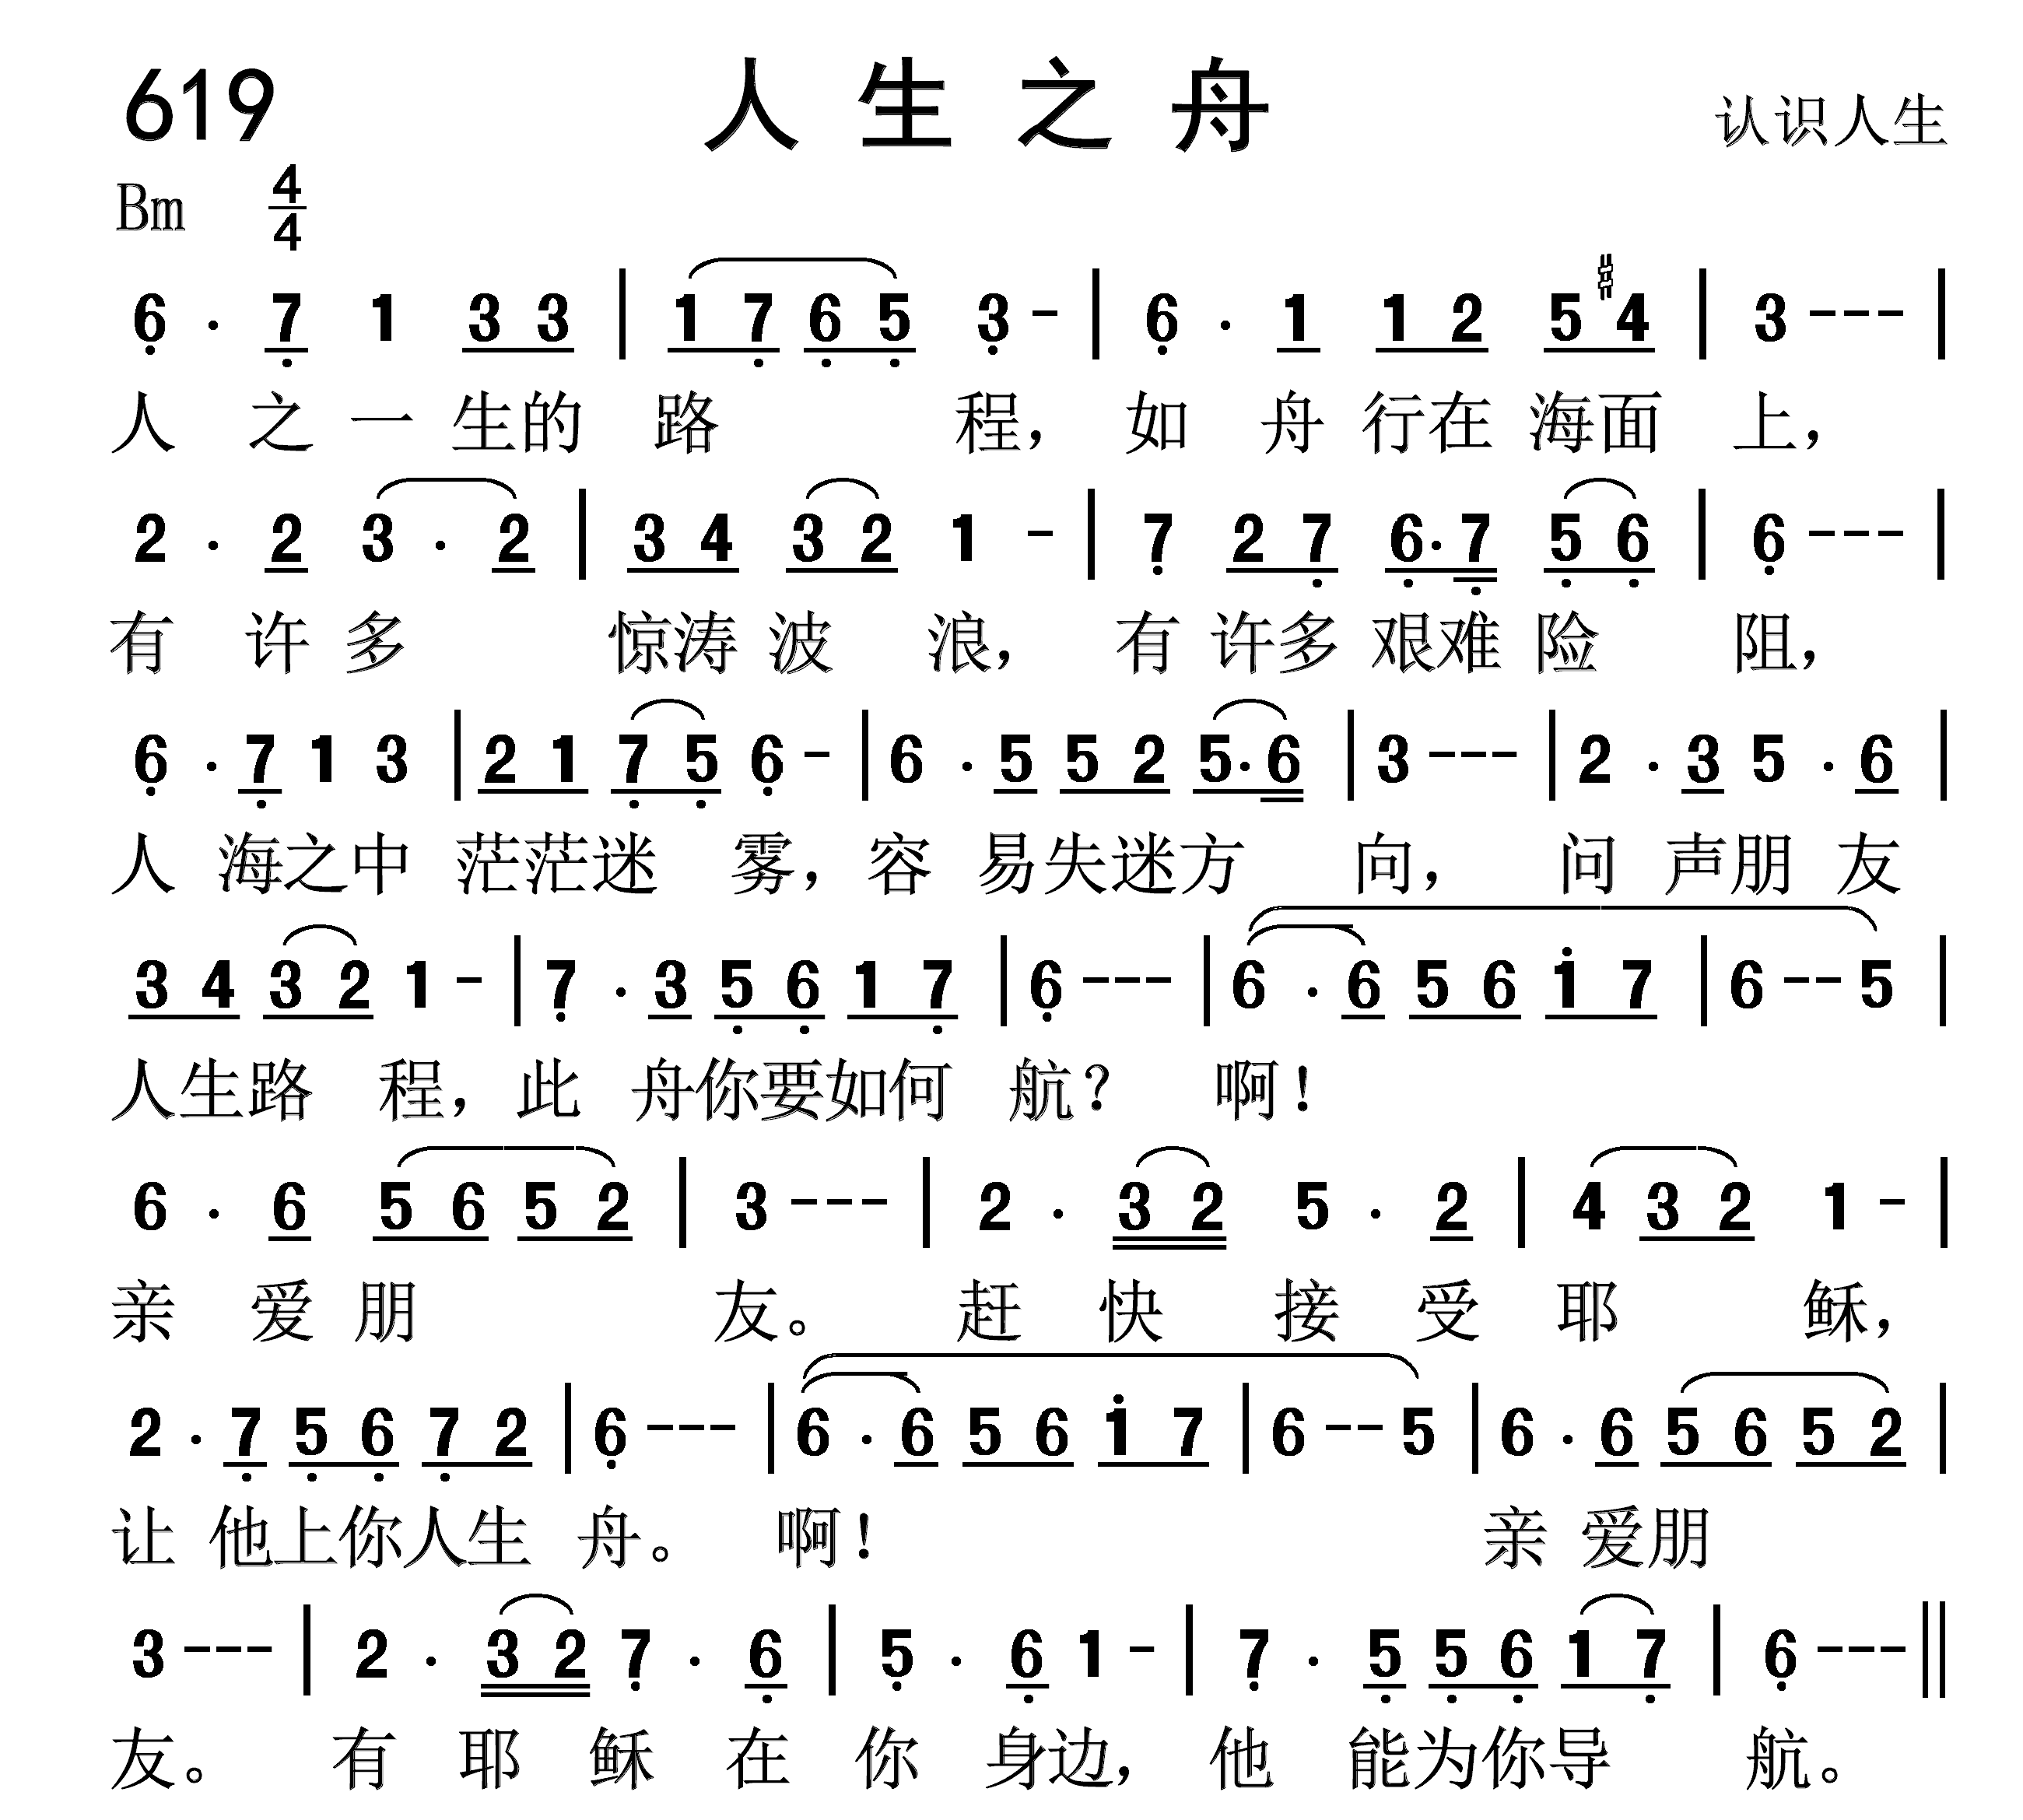 619 人生之舟 认识人生
Bm 4/4
6̣ . 7̣ 1 3 3 | 1 7̣ 6̣ 5̣ 3̣ - | 6̣ . 1 1 2 5 #4 | 3 - - - |
人 之 一 生的 路 程， 如 舟 行在 海面 上，
2 . 2 3 . 2 | 3 4 3 2 1 - | 7̣ 2 7̣ 6̣ . 7̣ 5̣ 6̣ | 6̣ - - - |
有 许 多 惊涛 波 浪， 有 许多 艰难 险 阻，
6̣ . 7̣ 1 3 | 2 1 7̣ 5̣ 6̣ - | 6 . 5 5 2 5 . 6 | 3 - - - | 2 . 3 5 . 6 |
人 海之中 茫茫迷 雾， 容 易失迷方 向， 问 声朋 友
3 4 3 2 1 - | 7̣ . 3 5̣ 6̣ 1 7̣ | 6̣ - - - | 6 . 6 5 6 1̇ 7 | 6 - - 5 |
人生路 程， 此 舟你要如何 航？ 啊！
6 . 6 5 6 5 2 | 3 - - - | 2 . 3 2 5 . 2 | 4 3 2 1 - |
亲 爱 朋 友。 赶 快 接 受 耶 稣，
2 . 7̣ 5̣ 6̣ 7̣ 2 | 6̣ - - - | 6 . 6 5 6 1̇ 7 | 6 - - 5 | 6 . 6 5 6 5 2 |
让 他上你人生 舟。 啊！ 亲 爱朋
3 - - - | 2 . 3 2 7̣ . 6̣ | 5̣ . 6̣ 1 - | 7̣ . 5̣ 5̣ 6̣ 1 7̣ | 6̣ - - - ||
友。 有 耶 稣 在 你 身边， 他 能为你导 航。